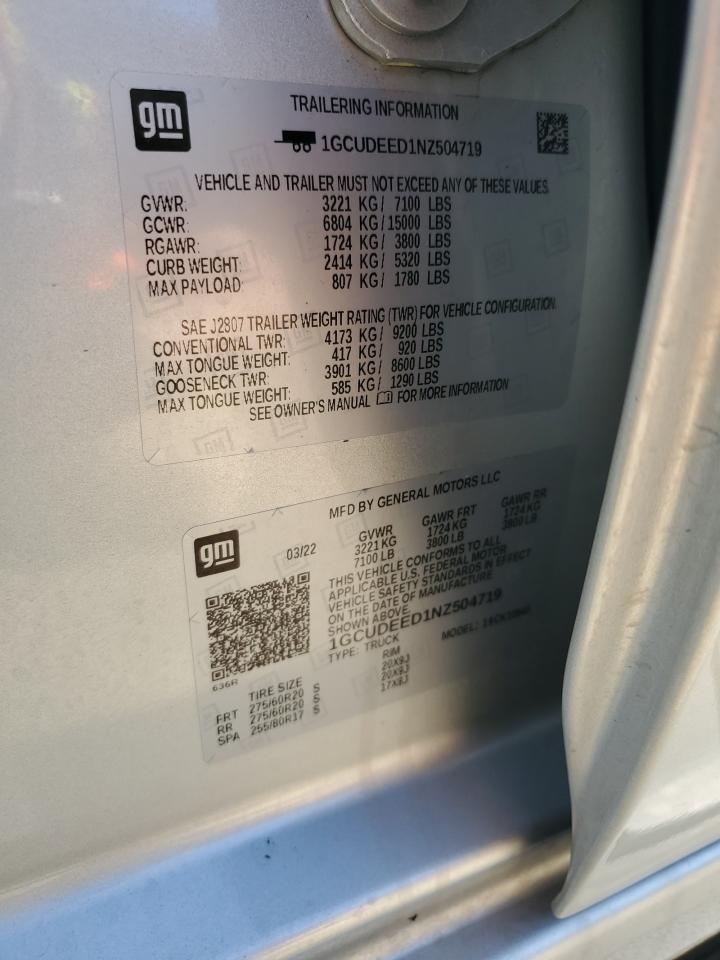 gm
TRAILERING INFORMATION
1GCUDEED1NZ504719
VEHICLE AND TRAILER MUST NOT EXCEED ANY OF THESE VALUES.
GVWR: 3221 KG/ 7100 LBS
GCWR: 6804 KG/15000 LBS
RGAWR: 1724 KG/ 3800 LBS
CURB WEIGHT: 2414 KG/ 5320 LBS
MAX PAYLOAD: 807 KG/ 1780 LBS
SAE J2807 TRAILER WEIGHT RATING (TWR) FOR VEHICLE CONFIGURATION.
CONVENTIONAL TWR: 4173 KG/ 9200 LBS
MAX TONGUE WEIGHT: 417 KG/ 920 LBS
GOOSENECK TWR: 3901 KG/ 8600 LBS
MAX TONGUE WEIGHT: 585 KG/ 1290 LBS
SEE OWNER'S MANUAL FOR MORE INFORMATION
gm
MFD BY GENERAL MOTORS LLC
03/22
GVWR GAWR FRT GAWR RR
3221 KG 1724 KG 1724 KG
7100 LB 3800 LB 3800 LB
THIS VEHICLE CONFORMS TO ALL
APPLICABLE U.S. FEDERAL MOTOR
VEHICLE SAFETY STANDARDS IN EFFECT
ON THE DATE OF MANUFACTURE
SHOWN ABOVE.
1GCUDEED1NZ504719
TYPE: TRUCK MODEL:
636R
TIRE SIZE RIM
FRT 275/60R20 S 20X9J
RR 275/60R20 S 20X9J
SPA 255/80R17 S 17X8J